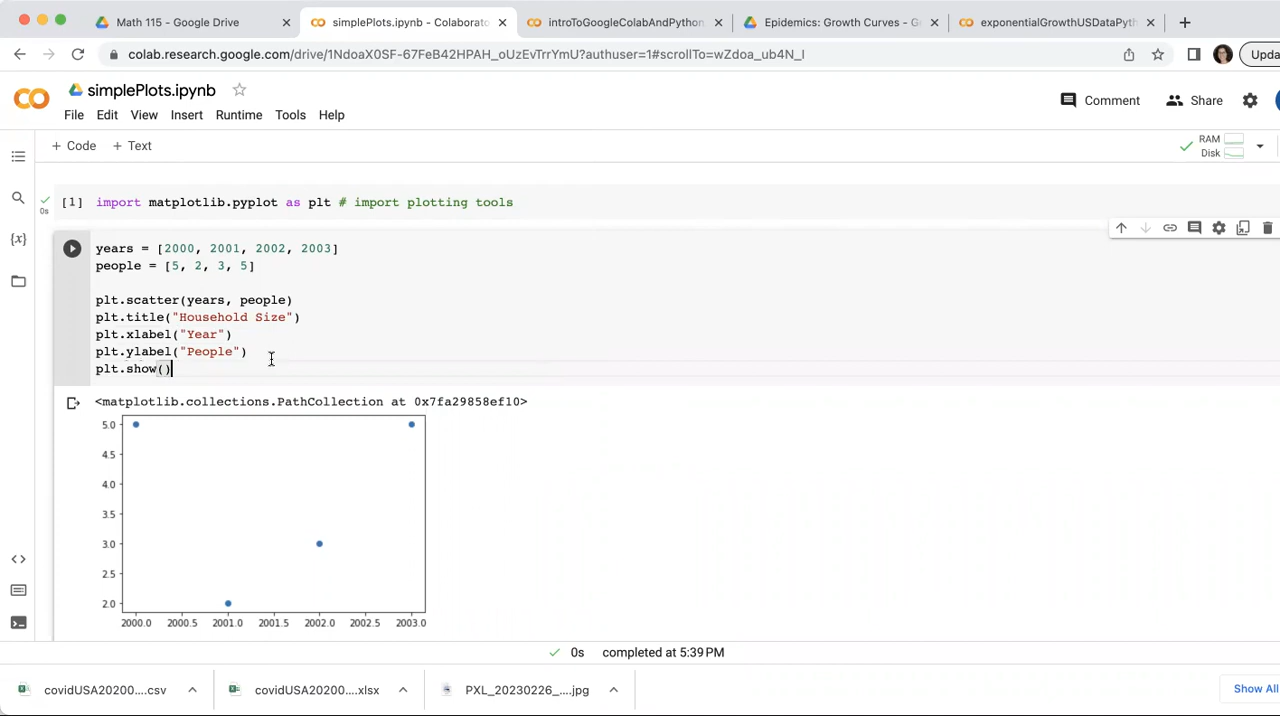 Math 115 - Google Drive
simplePlots.ipynb - Colaborato
introToGoogleColabAndPython.
Epidemics: Growth Curves - G
exponentialGrowthUSDataPyth
colab.research.google.com/drive/1NdoaX0SF-67FeB42HPAH_oUzEvTrrYmU?authuser=1#scrollTo=wZdoa_ub4N_I
Upda
simplePlots.ipynb
Comment
Share
File Edit View Insert Runtime Tools Help
+ Code + Text
RAM
Disk
[1] import matplotlib.pyplot as plt # import plotting tools
0s
{x}
years = [2000, 2001, 2002, 2003]
people = [5, 2, 3, 5]
plt.scatter(years, people)
plt.title("Household Size")
plt.xlabel("Year")
plt.ylabel("People")
plt.show()
<matplotlib.collections.PathCollection at 0x7fa29858ef10>
5.0
4.5
4.0
3.5
3.0
2.5
2.0
2000.0 2000.5 2001.0 2001.5 2002.0 2002.5 2003.0
0s completed at 5:39 PM
covidUSA20200....csv
covidUSA20200....xlsx
PXL_20230226_....jpg
Show All